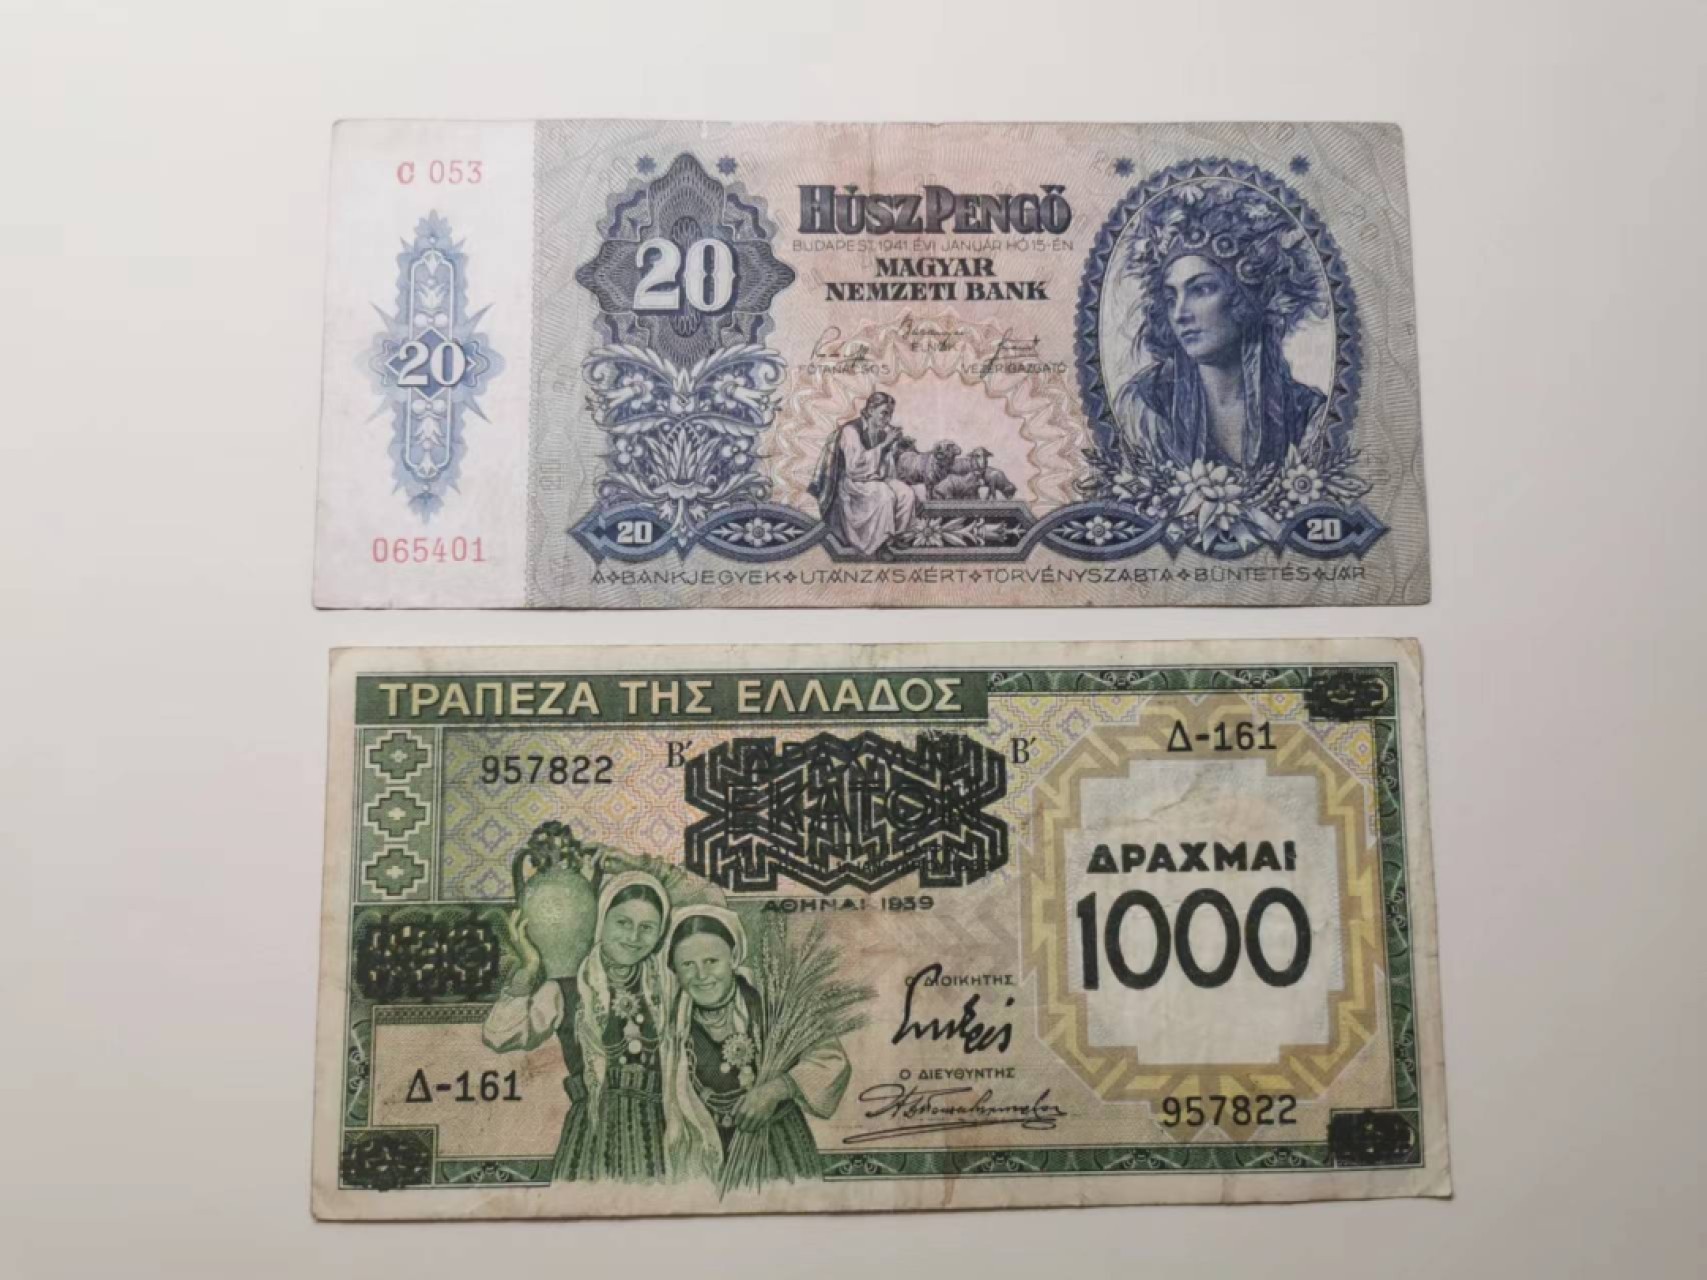 C 053
20
HÚSZ PENGŐ
BUDAPEST, 1941. ÉVI JANUÁR HÓ 15-ÉN
MAGYAR
NEMZETI BANK
20
ELNÖK
FŐTANÁCSOS VEZÉRIGAZGATÓ
20 20
065401
A BANKJEGYEK UTÁNZÁSÁÉRT TÖRVÉNYSZABTA BÜNTETÉS JÁR
ΤΡΑΠΕΖΑ ΤΗΣ ΕΛΛΑΔΟΣ
957822 Β΄ ΔΡΑΧΜΑΙ Β΄ Δ-161
ΕΚΑΤΟΝ
ΔΡΑΧΜΑΙ
1000
ΑΘΗΝΑΙ 1939
Ο ΔΙΟΙΚΗΤΗΣ
Ο ΔΙΕΥΘΥΝΤΗΣ
Δ-161 957822